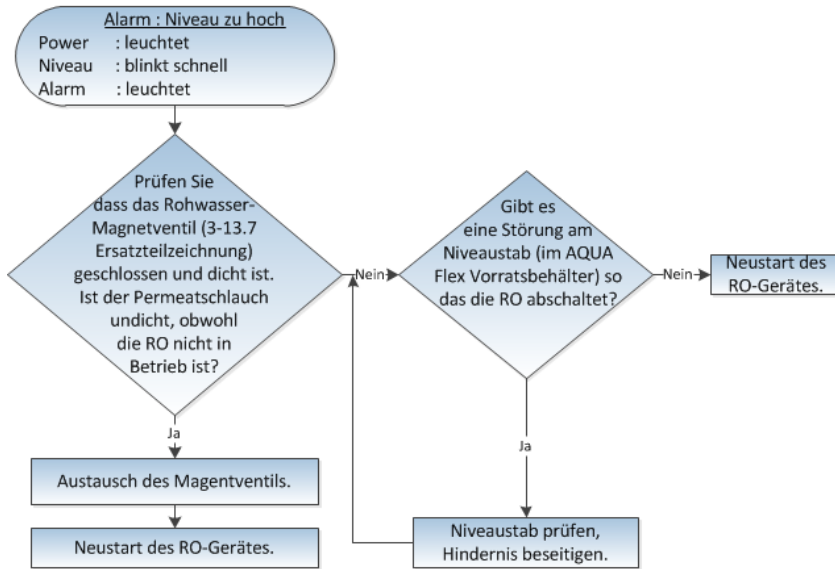 Alarm : Niveau zu hoch
Power : leuchtet
Niveau : blinkt schnell
Alarm : leuchtet
Prüfen Sie
dass das Rohwasser-
Magnetventil (3-13.7
Ersatzteilzeichnung)
geschlossen und dicht ist.
Ist der Permeatschlauch
undicht, obwohl
die RO nicht in
Betrieb ist?
Nein
Gibt es
eine Störung am
Niveaustab (im AQUA
Flex Vorratsbehälter) so
das die RO abschaltet?
Nein
Neustart des
RO-Gerätes.
Ja
Austausch des Magentventils.
Neustart des RO-Gerätes.
Ja
Niveaustab prüfen,
Hindernis beseitigen.